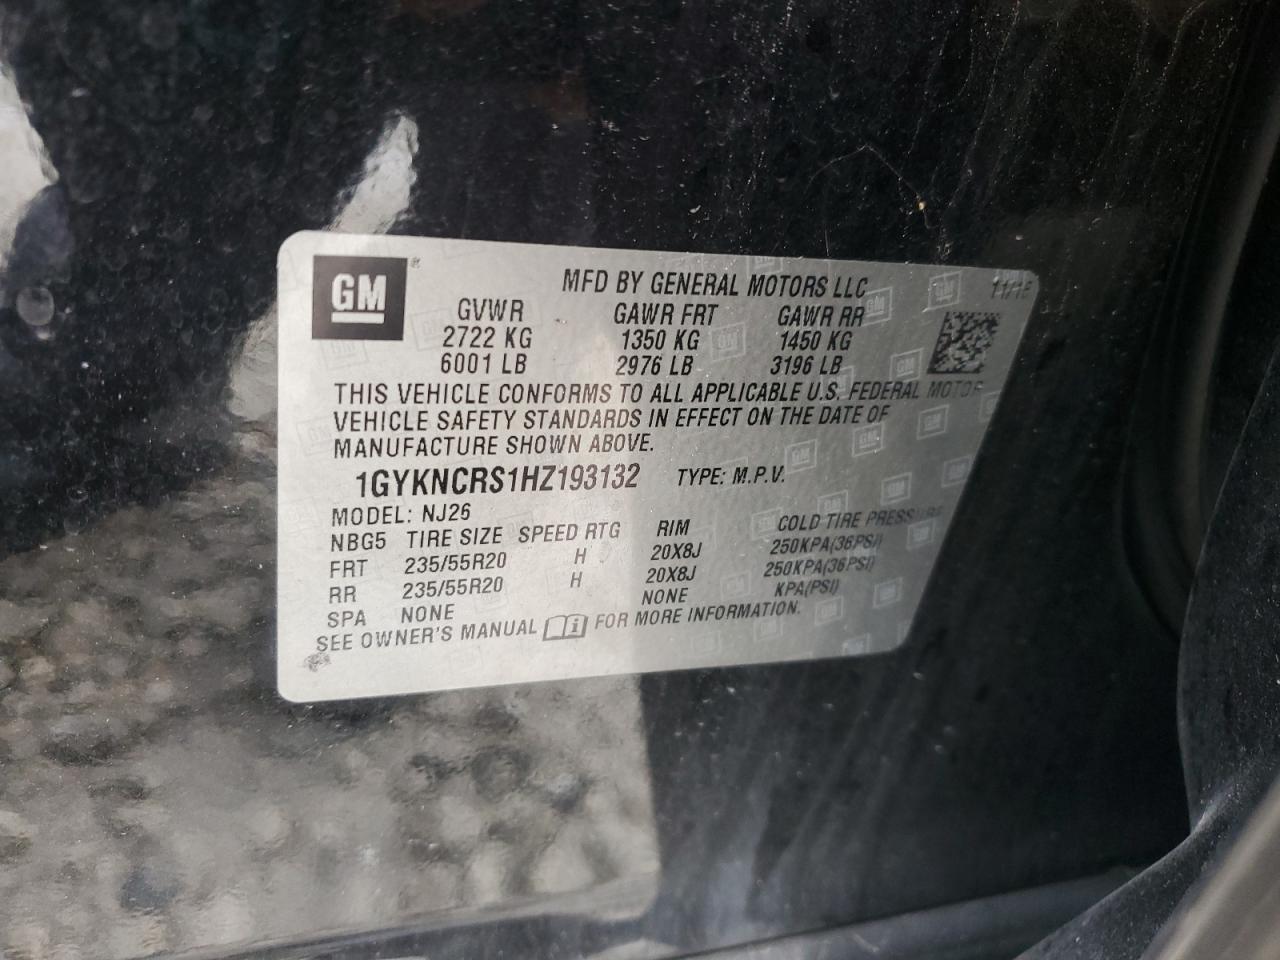 GM
MFD BY GENERAL MOTORS LLC
GVWR GAWR FRT GAWR RR
2722 KG 1350 KG 1450 KG
6001 LB 2976 LB 3196 LB
THIS VEHICLE CONFORMS TO ALL APPLICABLE U.S. FEDERAL MOTOR
VEHICLE SAFETY STANDARDS IN EFFECT ON THE DATE OF
MANUFACTURE SHOWN ABOVE.
1GYKNCRS1HZ193132 TYPE: M.P.V.
MODEL: NJ26
NBG5 TIRE SIZE SPEED RTG RIM COLD TIRE PRESSURE
FRT 235/55R20 H 20X8J 250KPA(36PSI)
RR 235/55R20 H 20X8J 250KPA(36PSI)
SPA NONE NONE KPA(PSI)
SEE OWNER'S MANUAL FOR MORE INFORMATION.